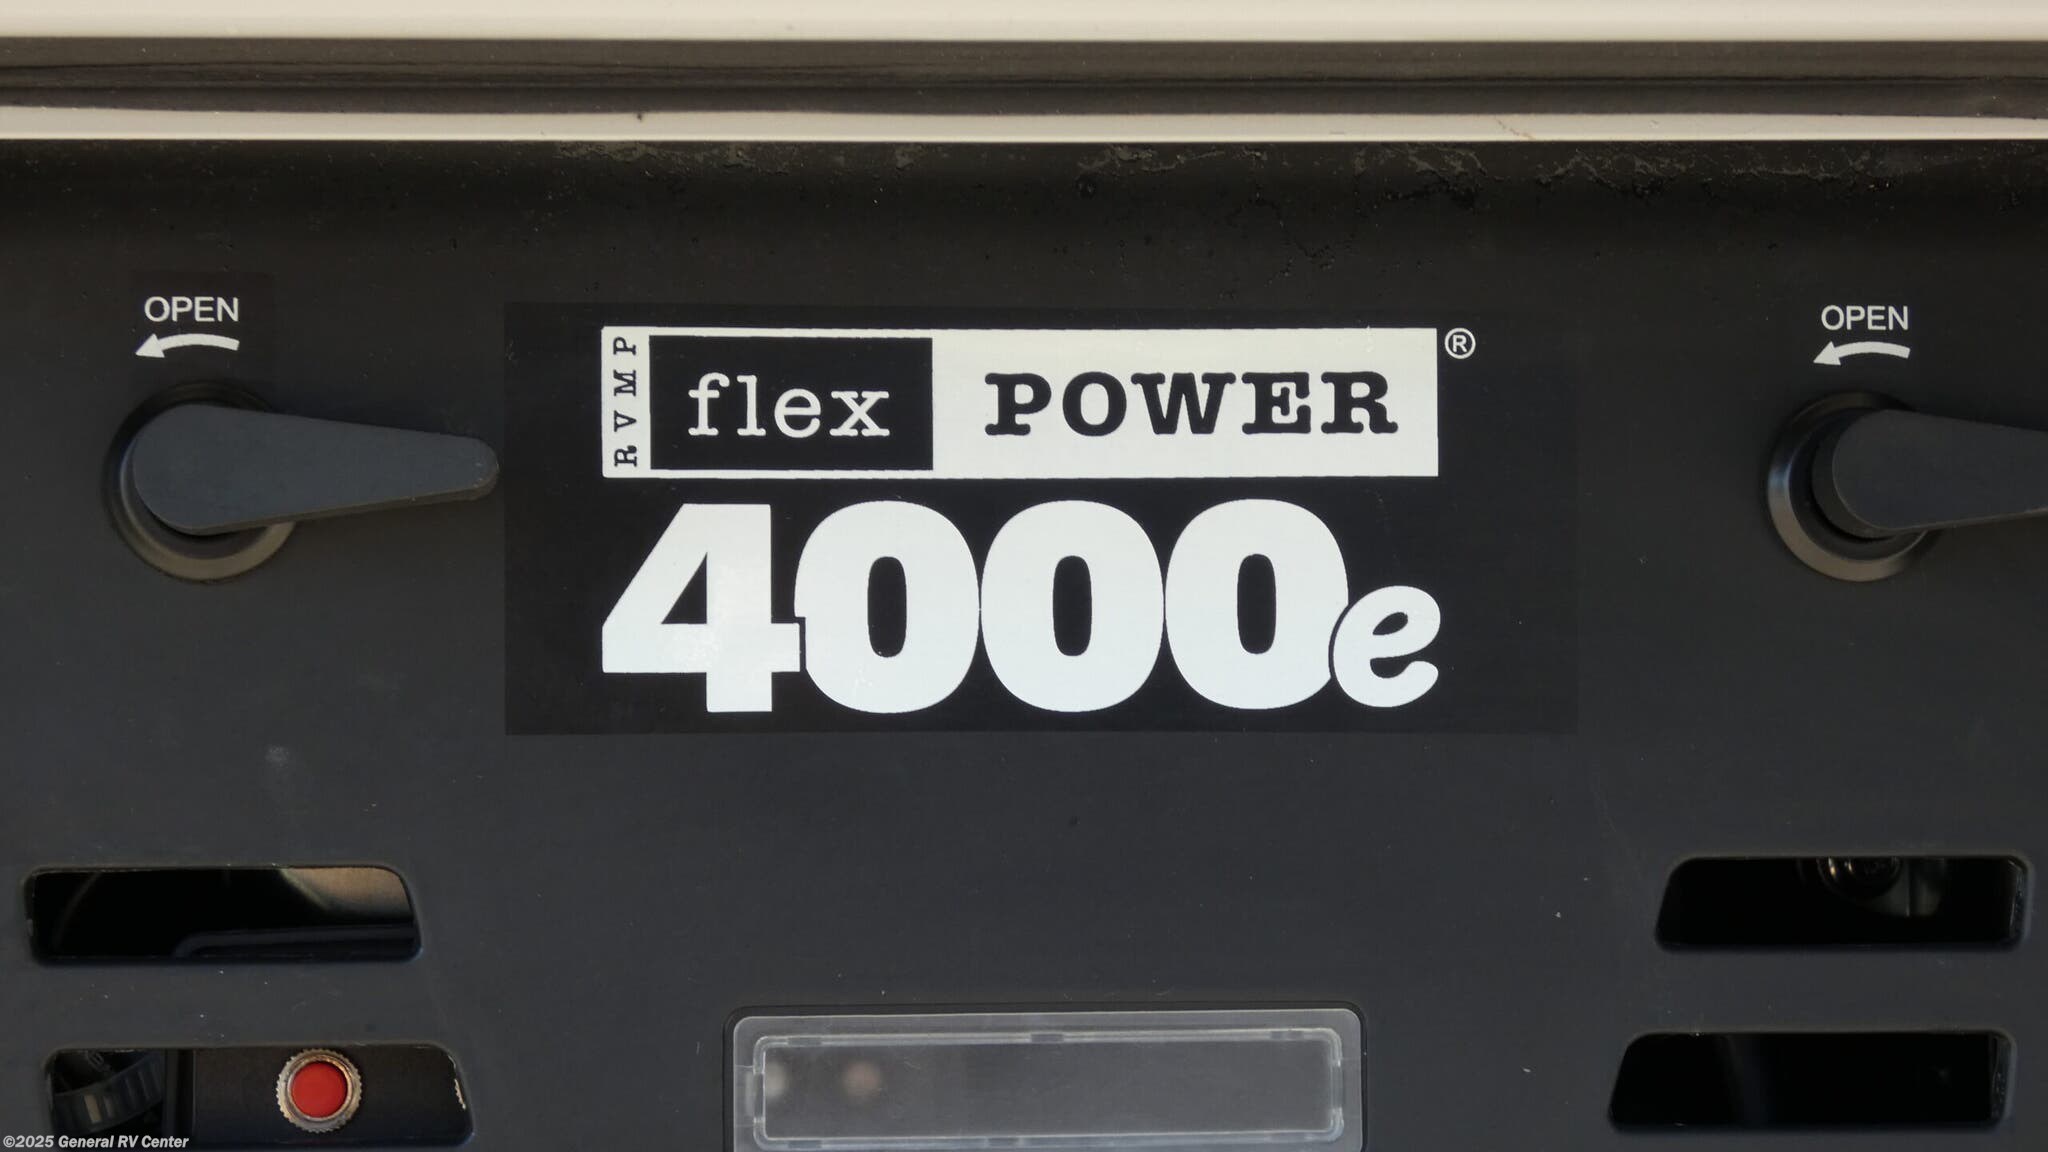 OPEN
OPEN
RVMP flex POWER®
4000e
©2025 General RV Center